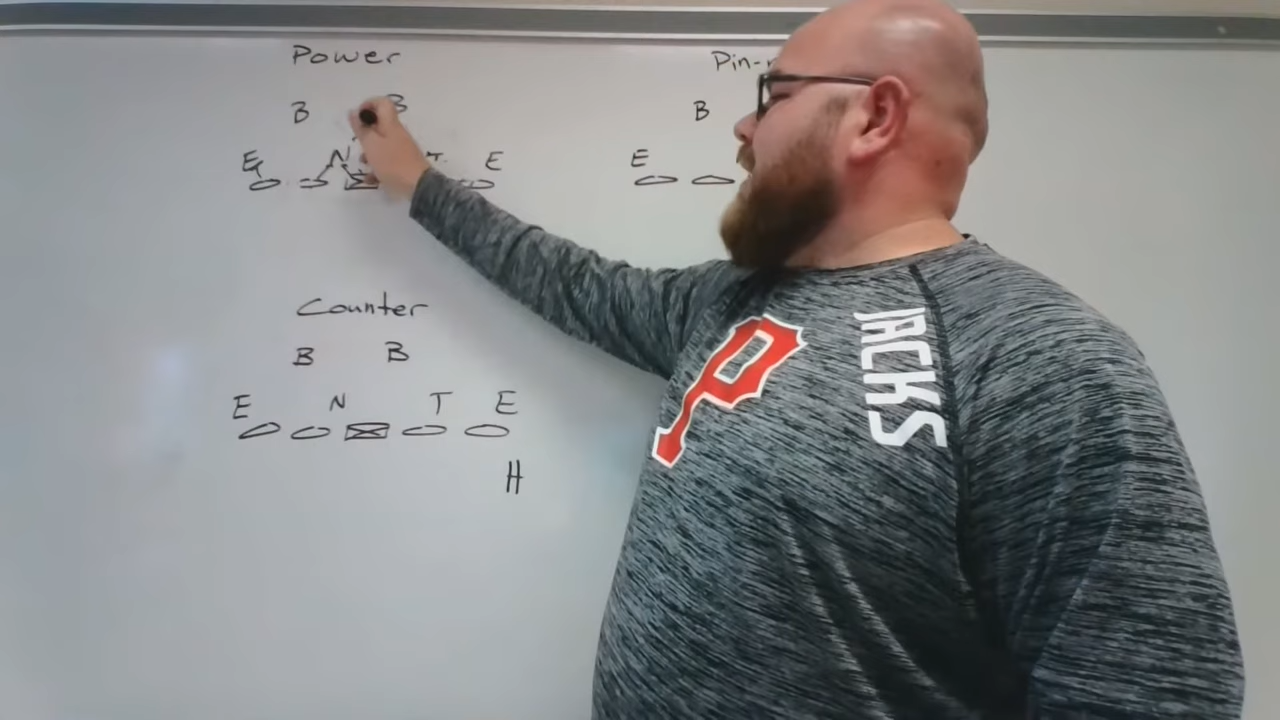 Power
B B
E N T E
Pin-
B
E
Counter
B B
E N T E
H
P
JACKS